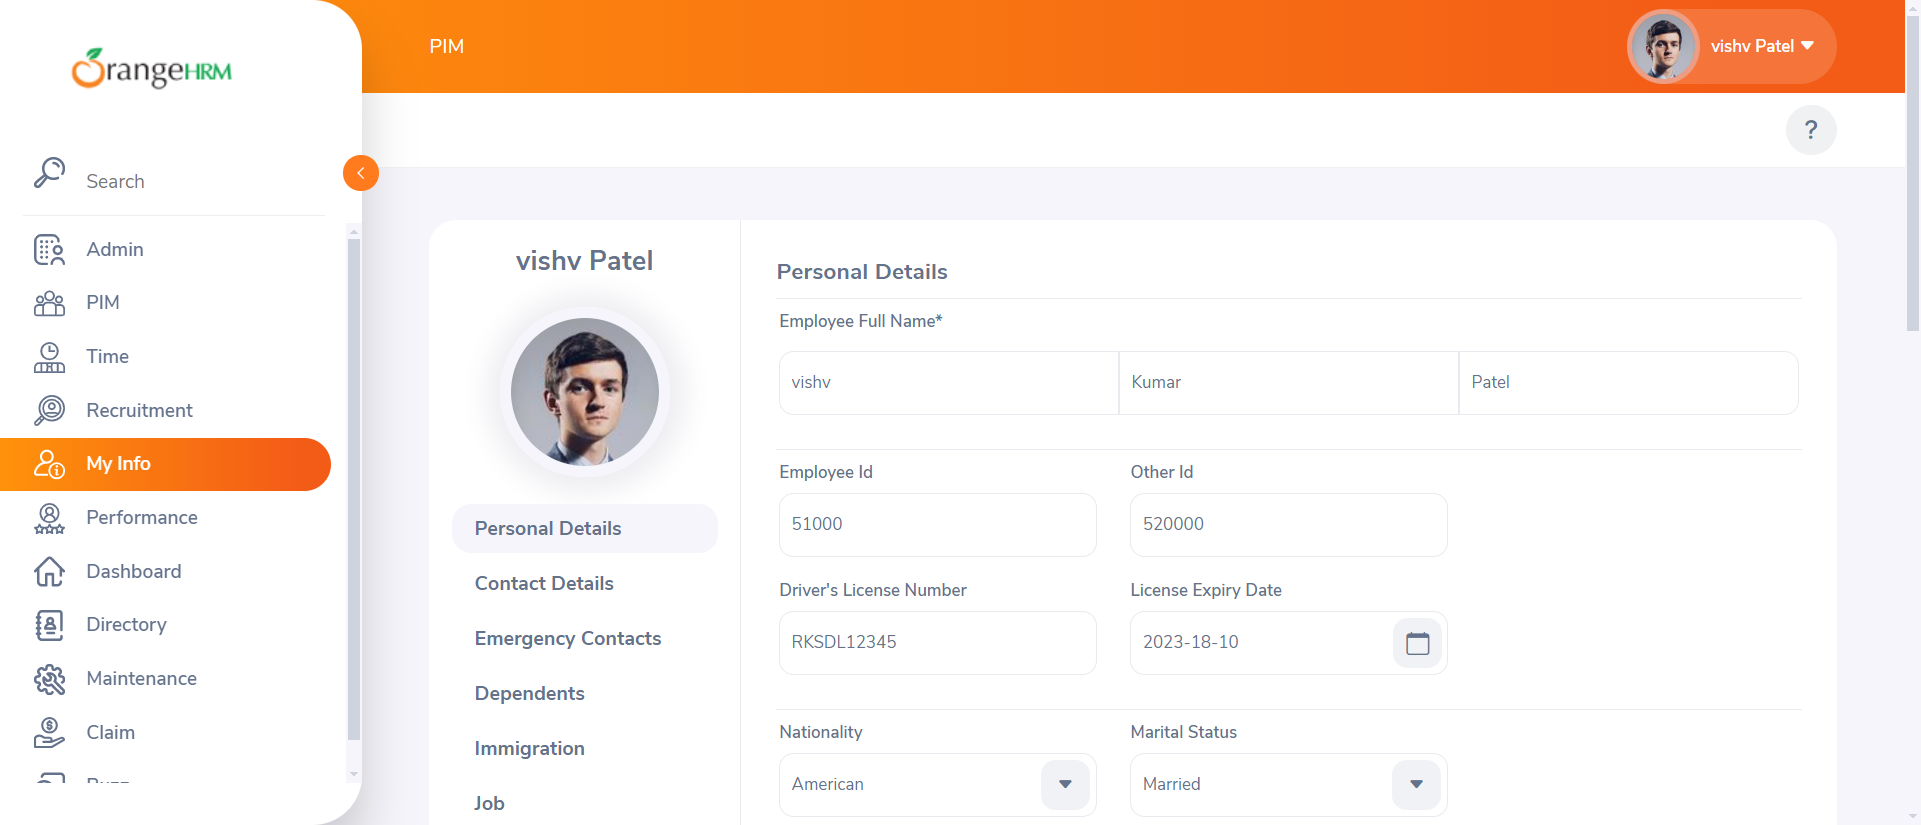 OrangeHRM
PIM
vishv Patel
?
Search
Admin
PIM
Time
Recruitment
My Info
Performance
Dashboard
Directory
Maintenance
Claim
vishv Patel
Personal Details
Contact Details
Emergency Contacts
Dependents
Immigration
Job
Personal Details
Employee Full Name*
vishv Kumar Patel
Employee Id Other Id
51000 520000
Driver's License Number License Expiry Date
RKSDL12345 2023-18-10
Nationality Marital Status
American Married